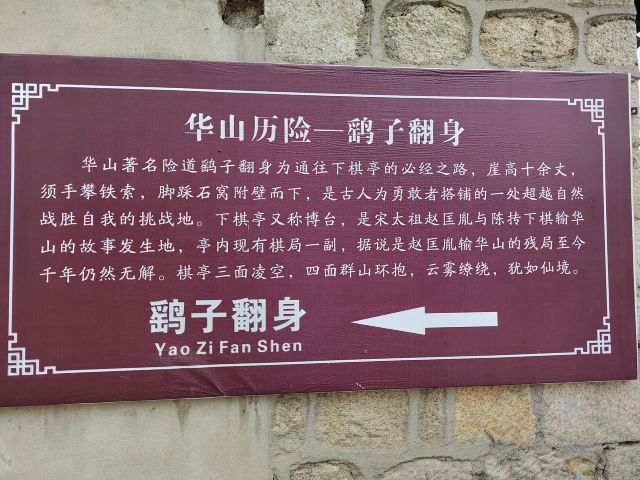 华山历险—鹞子翻身
华山著名险道鹞子翻身为通往下棋亭的必经之路，崖高十余丈，
须手攀铁索，脚踩石窝附壁而下，是古人为勇敢者搭铺的一处超越自然
战胜自我的挑战地。下棋亭又称博台，是宋太祖赵匡胤与陈抟下棋输华
山的故事发生地，亭内现有棋局一副，据说是赵匡胤输华山的残局至今
千年仍然无解。棋亭三面凌空，四面群山环抱，云雾缭绕，犹如仙境。
鹞子翻身
Yao Zi Fan Shen